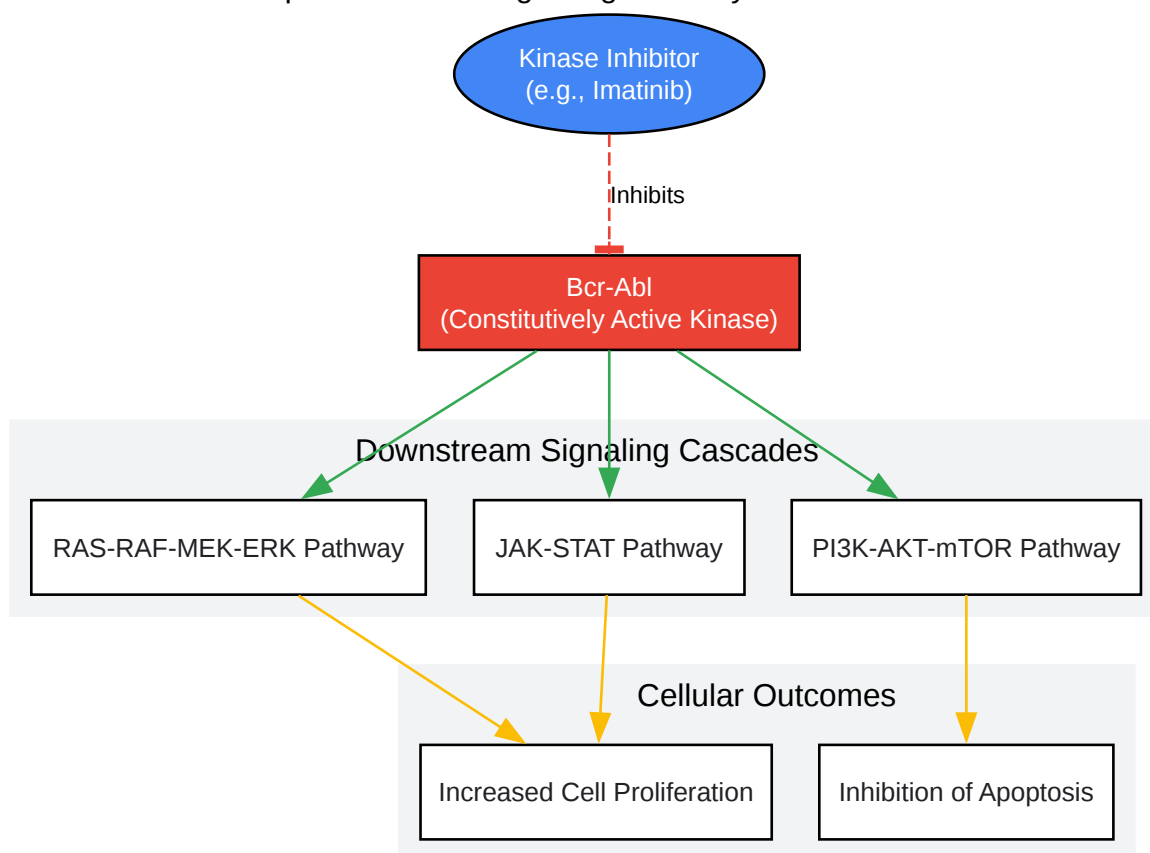 Kinase Inhibitor
(e.g., Imatinib)
Inhibits
Bcr-Abl
(Constitutively Active Kinase)
Downstream Signaling Cascades
RAS-RAF-MEK-ERK Pathway
JAK-STAT Pathway
PI3K-AKT-mTOR Pathway
Cellular Outcomes
Increased Cell Proliferation
Inhibition of Apoptosis